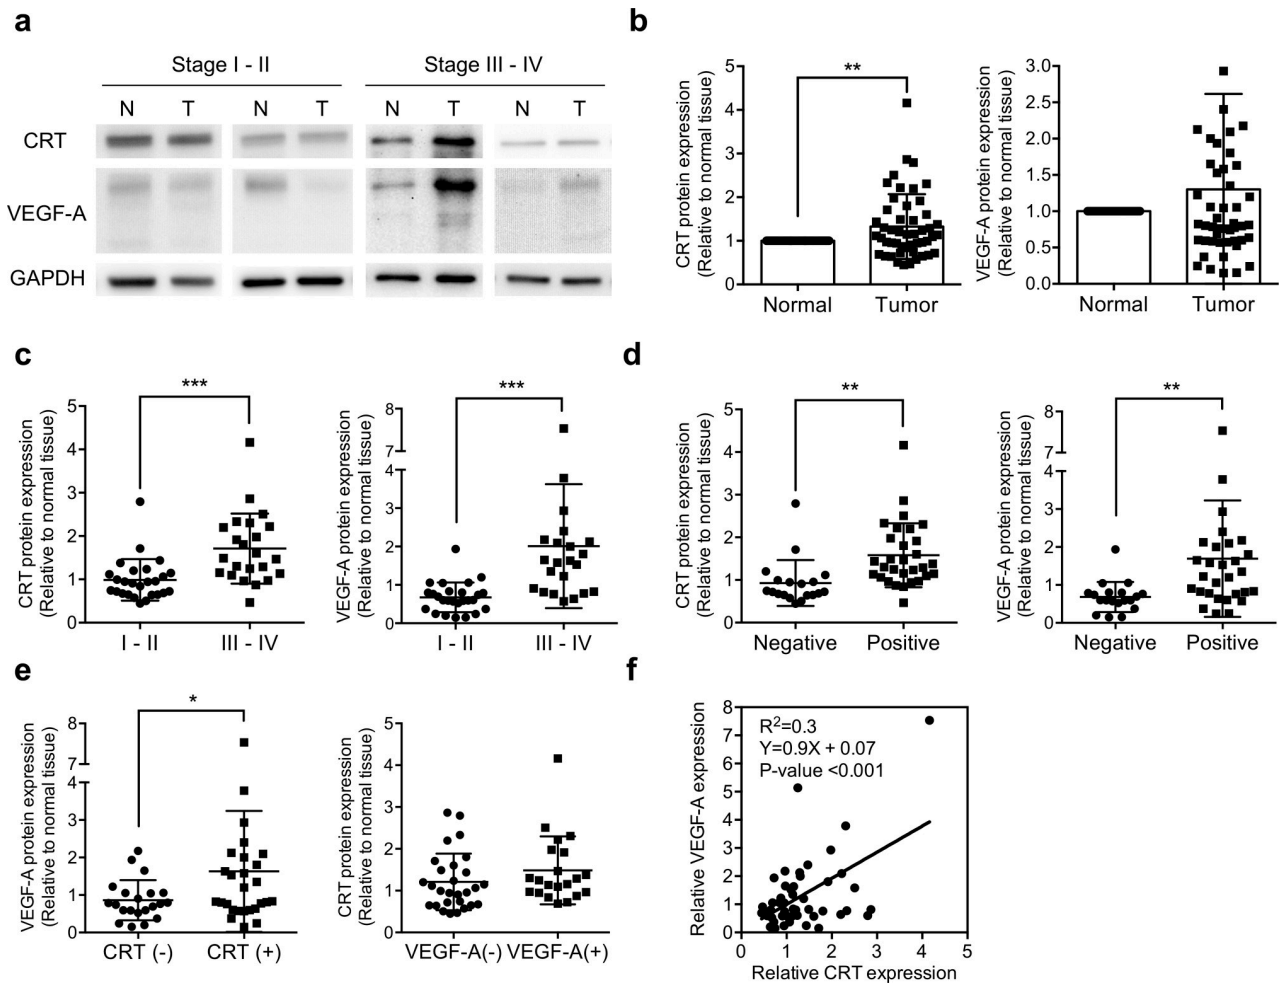 a
Stage I - II
Stage III - IV
N T N T N T N T
CRT
VEGF-A
GAPDH
b
CRT protein expression
(Relative to normal tissue)
5
4
3
2
1
0
**
Normal Tumor
VEGF-A protein expression
(Relative to normal tissue)
3.0
2.5
2.0
1.5
1.0
0.5
0.0
Normal Tumor
c
CRT protein expression
(Relative to normal tissue)
5
4
3
2
1
0
***
I - II III - IV
VEGF-A protein expression
(Relative to normal tissue)
8
7
4
3
2
1
0
***
I - II III - IV
d
CRT protein expression
(Relative to normal tissue)
5
4
3
2
1
0
**
Negative Positive
VEGF-A protein expression
(Relative to normal tissue)
8
7
4
3
2
1
0
**
Negative Positive
e
VEGF-A protein expression
(Relative to normal tissue)
8
7
4
3
2
1
0
*
CRT (-) CRT (+)
CRT protein expression
(Relative to normal tissue)
5
4
3
2
1
0
VEGF-A(-) VEGF-A(+)
f
Relative VEGF-A expression
8
7
6
5
4
3
2
1
0
R²=0.3
Y=0.9X + 0.07
P-value <0.001
0 1 2 3 4 5
Relative CRT expression